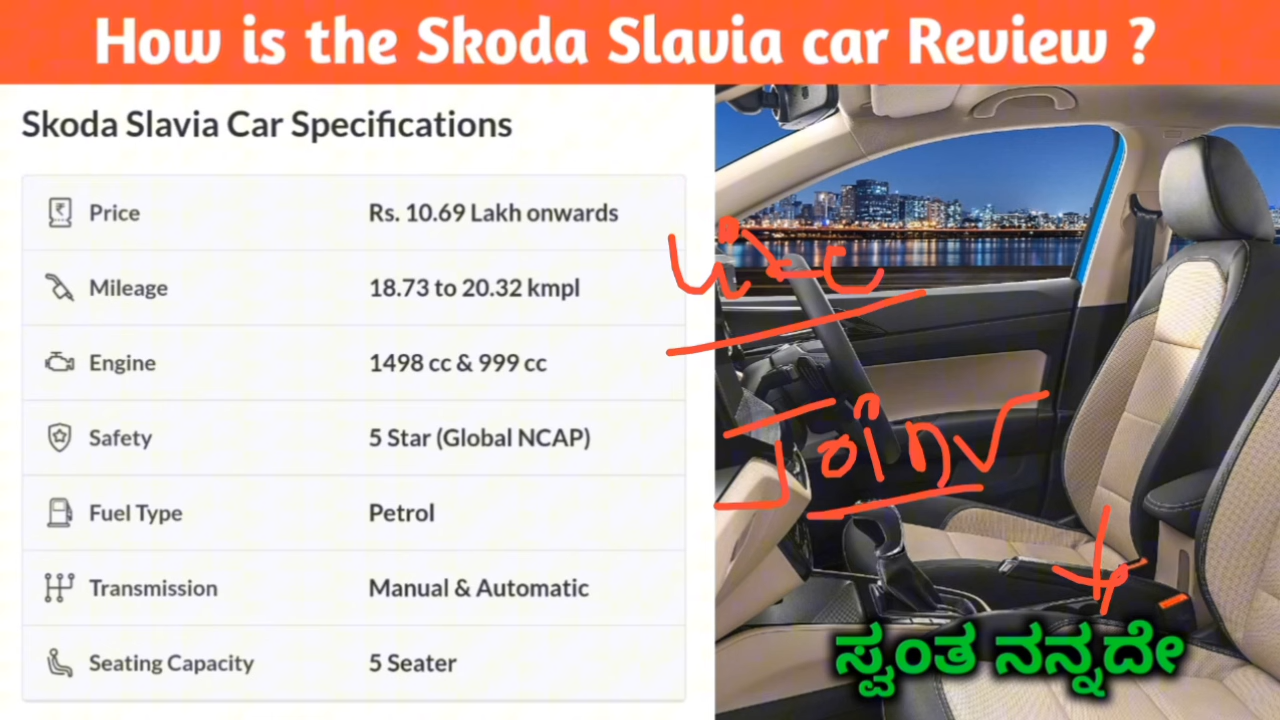 How is the Skoda Slavia car Review ?
Skoda Slavia Car Specifications
Price Rs. 10.69 Lakh onwards
Mileage 18.73 to 20.32 kmpl
Engine 1498 cc & 999 cc
Safety 5 Star (Global NCAP)
Fuel Type Petrol
Transmission Manual & Automatic
Seating Capacity 5 Seater
Like
Join
ಸ್ವಂತ ನನ್ನದೇ